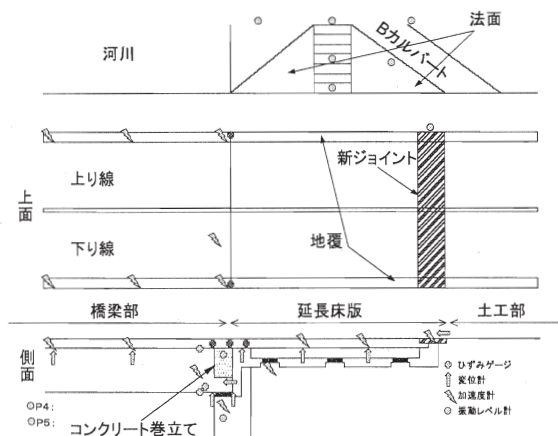 法面
河川
Bカルバート
上面
上り線
新ジョイント
下り線
地覆
橋梁部
延長床版
土工部
側面
コンクリート巻立て
P4:
P5:
ひずみゲージ
変位計
加速度計
振動レベル計